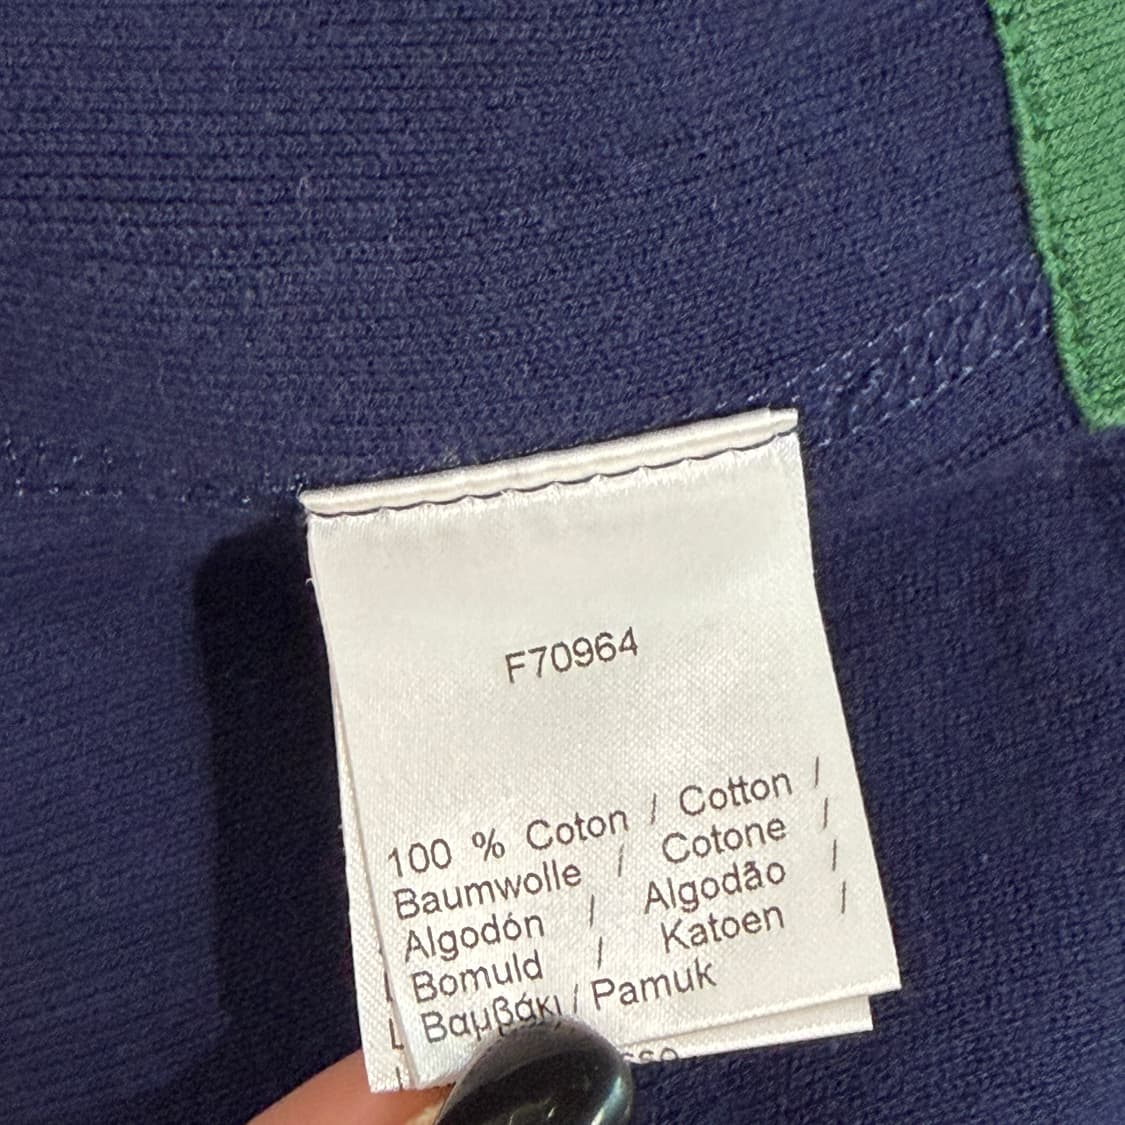 F70964
100 % Coton / Cotton /
Baumwolle / Cotone /
Algodón / Algodão /
Bomuld / Katoen /
Βαμβάκι / Pamuk